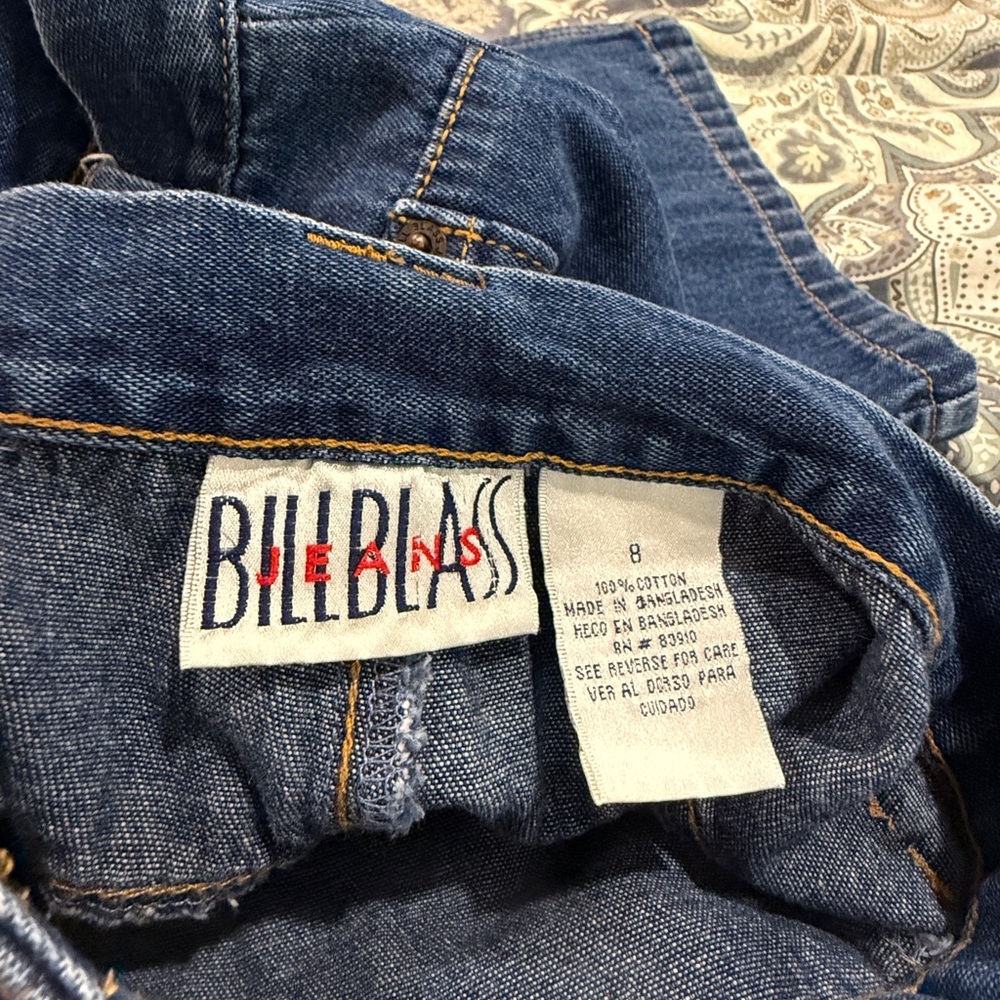 BILLBLASS
JEANS
8
100% COTTON
MADE IN BANGLADESH
HECO EN BANGLADESH
RN # 83910
SEE REVERSE FOR CARE
VER AL DORSO PARA
CUIDADO